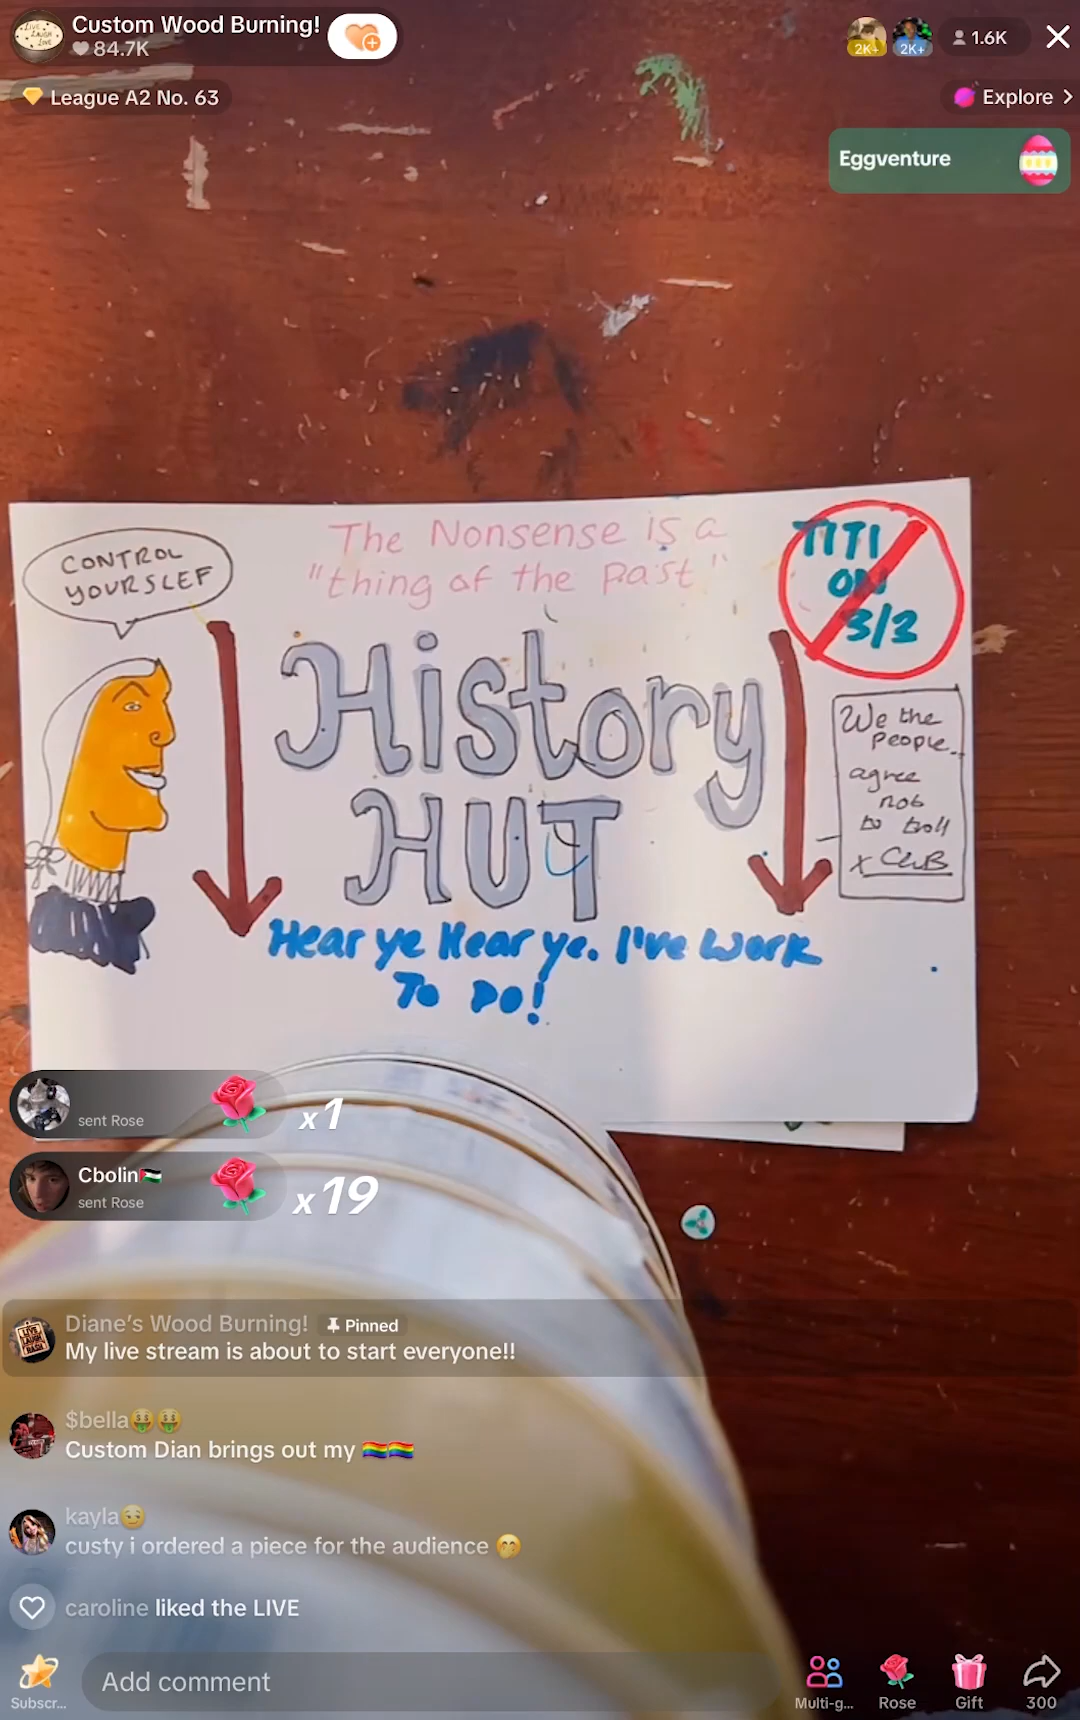 Custom Wood Burning!
84.7K
2K+
2K+
1.6K
League A2 No. 63
Explore
Eggventure
The Nonsense is a
"thing of the past"
CONTROL
YOURSLEF
TITI
ON
3/3
History
HUT
We the
people..
agree
not
to troll
x CluB
Hear ye Hear ye. I've work
To Do!
sent Rose
x1
Cbolin🇵🇸
sent Rose
x19
Diane's Wood Burning! Pinned
My live stream is about to start everyone!!
$bella🤑🤑
Custom Dian brings out my 🏳️‍🌈🏳️‍🌈
kayla😏
custy i ordered a piece for the audience 🤭
caroline liked the LIVE
Subscr...
Add comment
Multi-g...
Rose
Gift
300